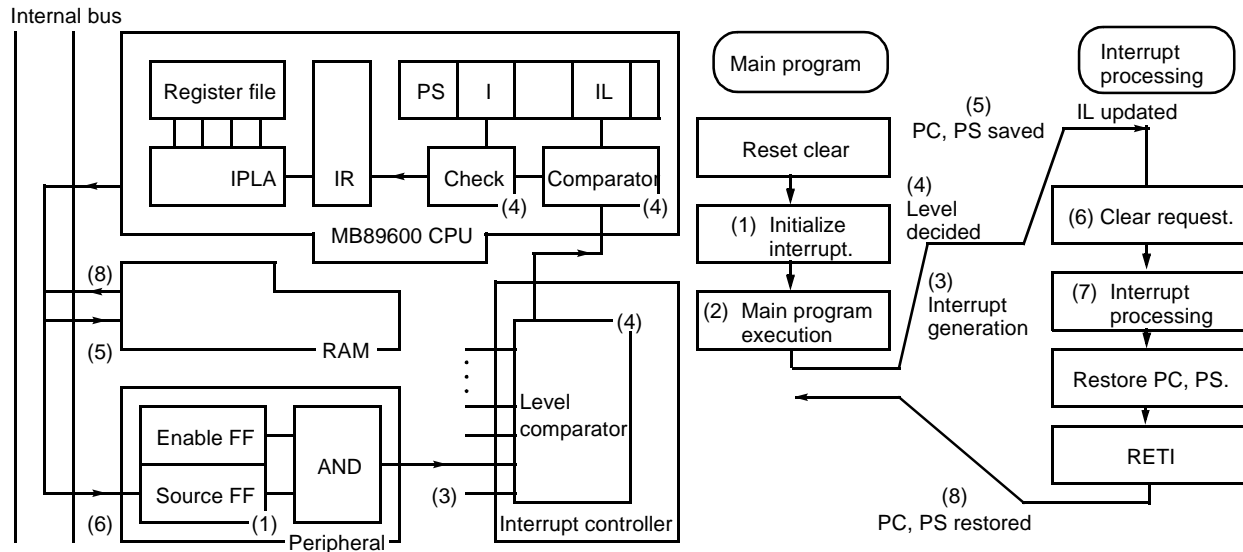 Internal bus
Register file
PS
I
IL
IPLA
IR
Check
(4)
Comparator
(4)
MB89600 CPU
(8)
(5)
RAM
Enable FF
Source FF
AND
(6)
(1)
Peripheral
(3)
(4)
Level
comparator
Interrupt controller
Main program
Reset clear
(1) Initialize
interrupt.
(2) Main program
execution
(3)
Interrupt
generation
(4)
Level
decided
(5)
PC, PS saved
Interrupt
processing
IL updated
(6) Clear request.
(7) Interrupt
processing
Restore PC, PS.
RETI
(8)
PC, PS restored